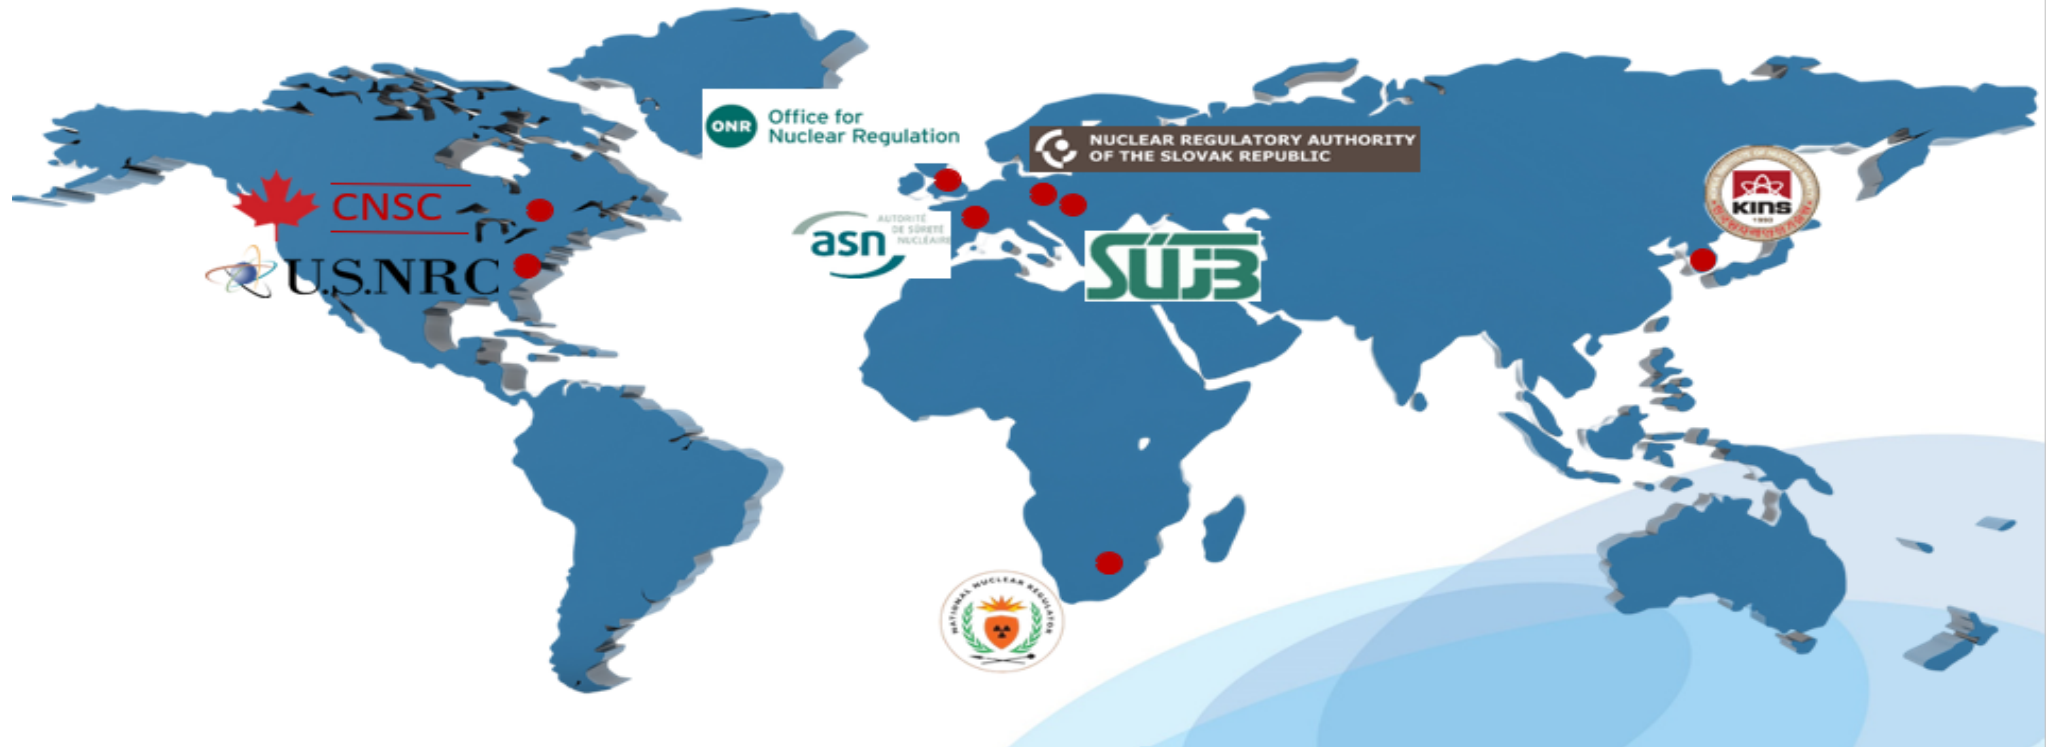 ONR
Office for
Nuclear Regulation
NUCLEAR REGULATORY AUTHORITY
OF THE SLOVAK REPUBLIC
CNSC
U.S.NRC
asn
AUTORITÉ
DE SÛRETÉ
NUCLÉAIRE
SÚJB
KINS
1990
NATIONAL NUCLEAR REGULATOR